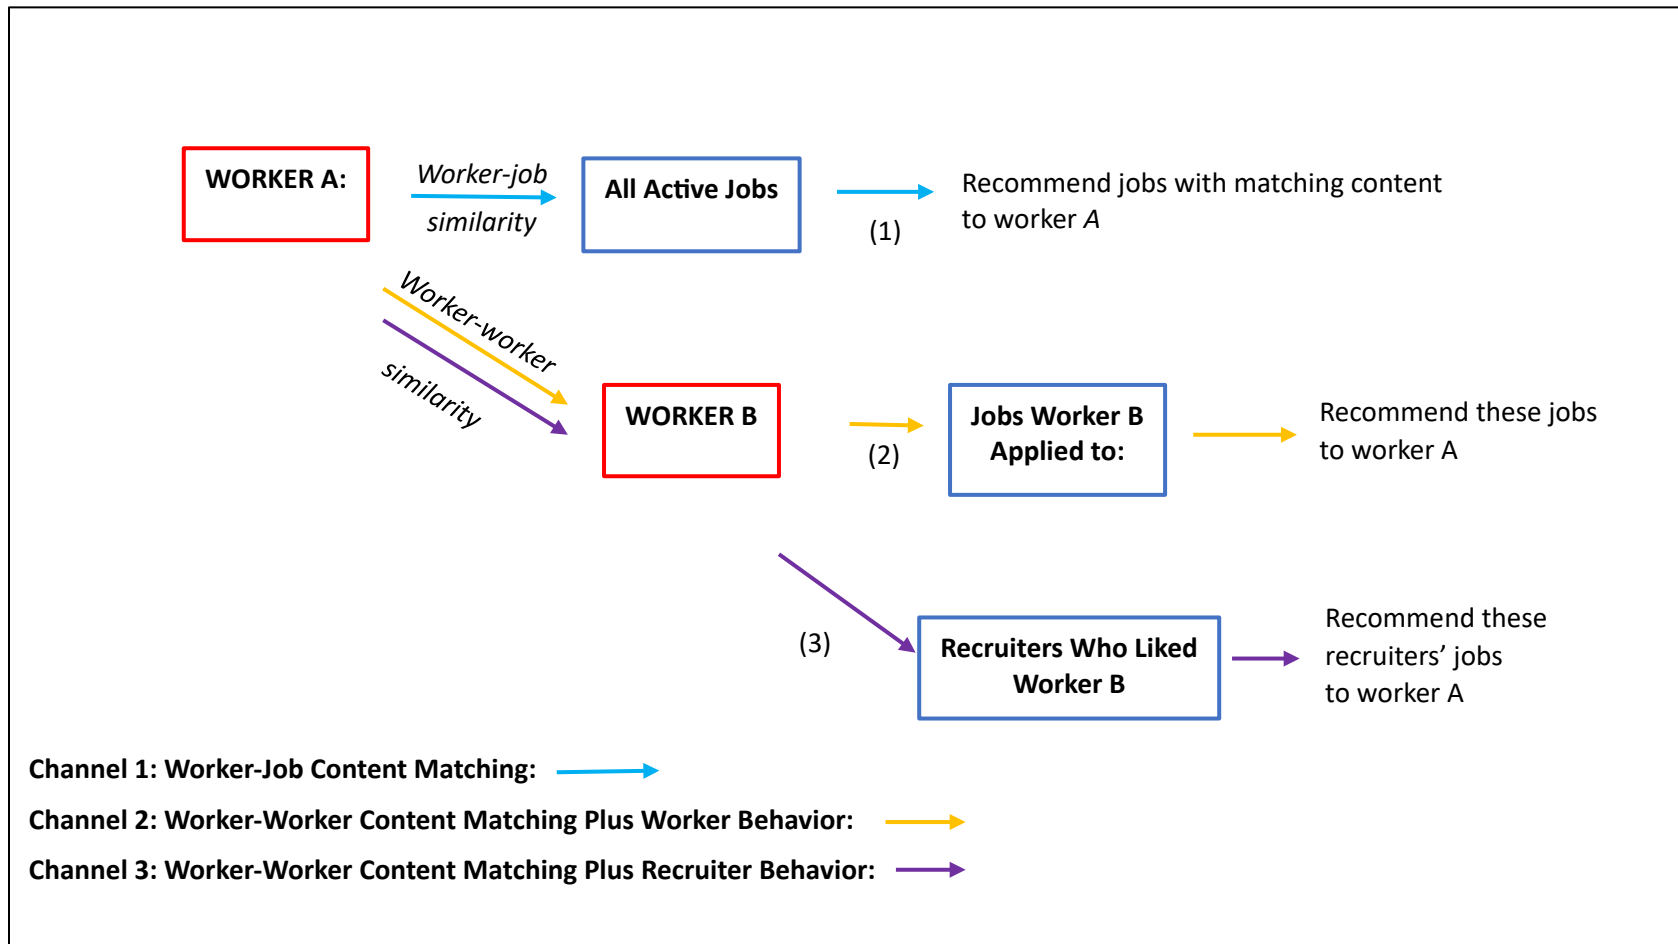 WORKER A:
Worker-job
similarity
All Active Jobs
(1)
Recommend jobs with matching content
to worker A
Worker-worker
similarity
WORKER B
(2)
Jobs Worker B
Applied to:
Recommend these jobs
to worker A
(3)
Recruiters Who Liked
Worker B
Recommend these
recruiters’ jobs
to worker A
Channel 1: Worker-Job Content Matching:
Channel 2: Worker-Worker Content Matching Plus Worker Behavior:
Channel 3: Worker-Worker Content Matching Plus Recruiter Behavior: